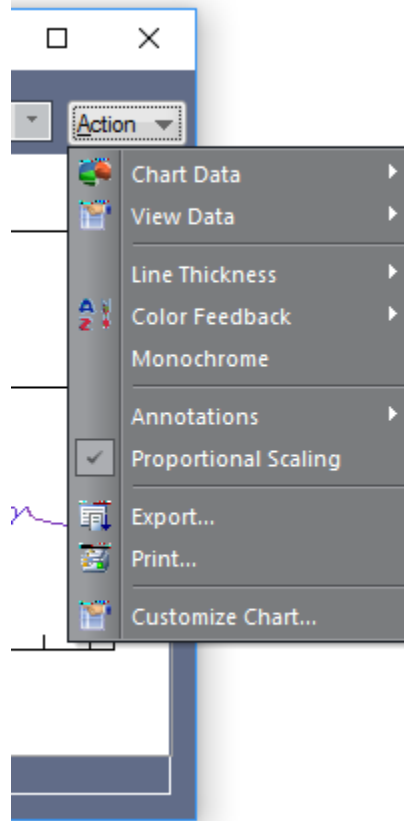 Action
Chart Data
View Data
Line Thickness
Color Feedback
Monochrome
Annotations
Proportional Scaling
Export...
Print...
Customize Chart...